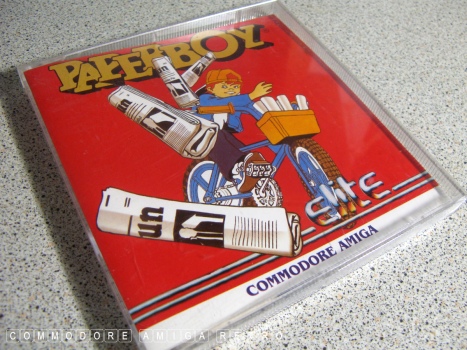 PAPERBOY
ELITE
COMMODORE AMIGA
COMMODORE AMIGA RETRO